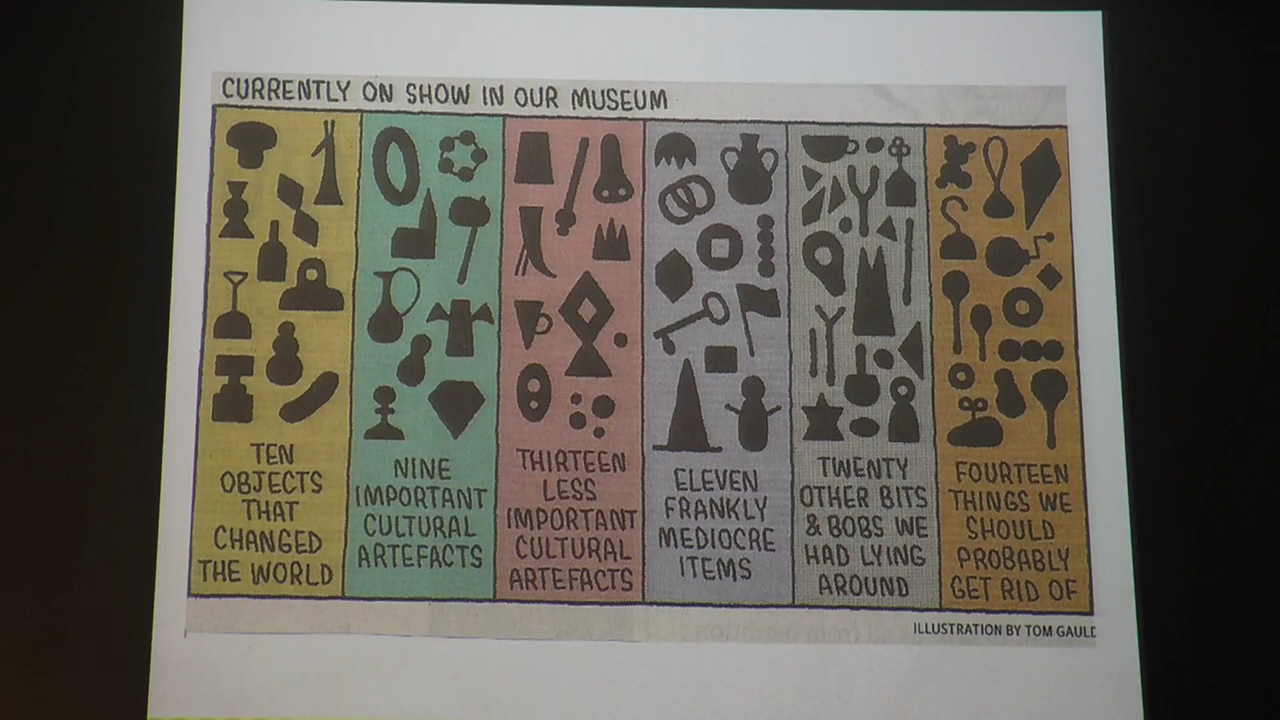 CURRENTLY ON SHOW IN OUR MUSEUM
TEN
OBJECTS
THAT
CHANGED
THE WORLD
NINE
IMPORTANT
CULTURAL
ARTEFACTS
THIRTEEN
LESS
IMPORTANT
CULTURAL
ARTEFACTS
ELEVEN
FRANKLY
MEDIOCRE
ITEMS
TWENTY
OTHER BITS
& BOBS WE
HAD LYING
AROUND
FOURTEEN
THINGS WE
SHOULD
PROBABLY
GET RID OF
ILLUSTRATION BY TOM GAULD